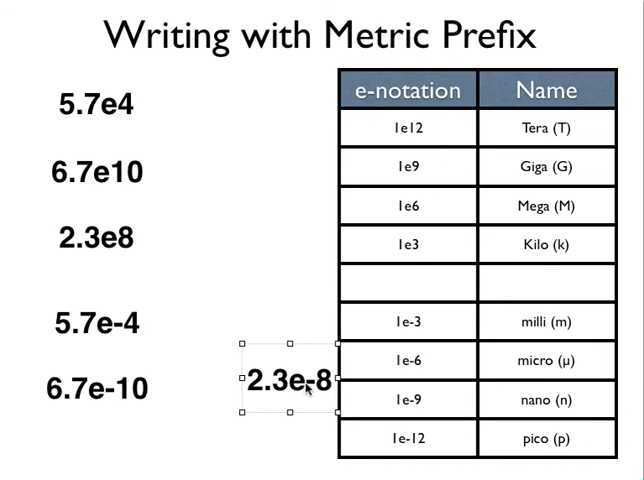 Writing with Metric Prefix
5.7e4
6.7e10
2.3e8
5.7e-4
6.7e-10
2.3e-8
e-notation Name
1e12 Tera (T)
1e9 Giga (G)
1e6 Mega (M)
1e3 Kilo (k)
1e-3 milli (m)
1e-6 micro (μ)
1e-9 nano (n)
1e-12 pico (p)